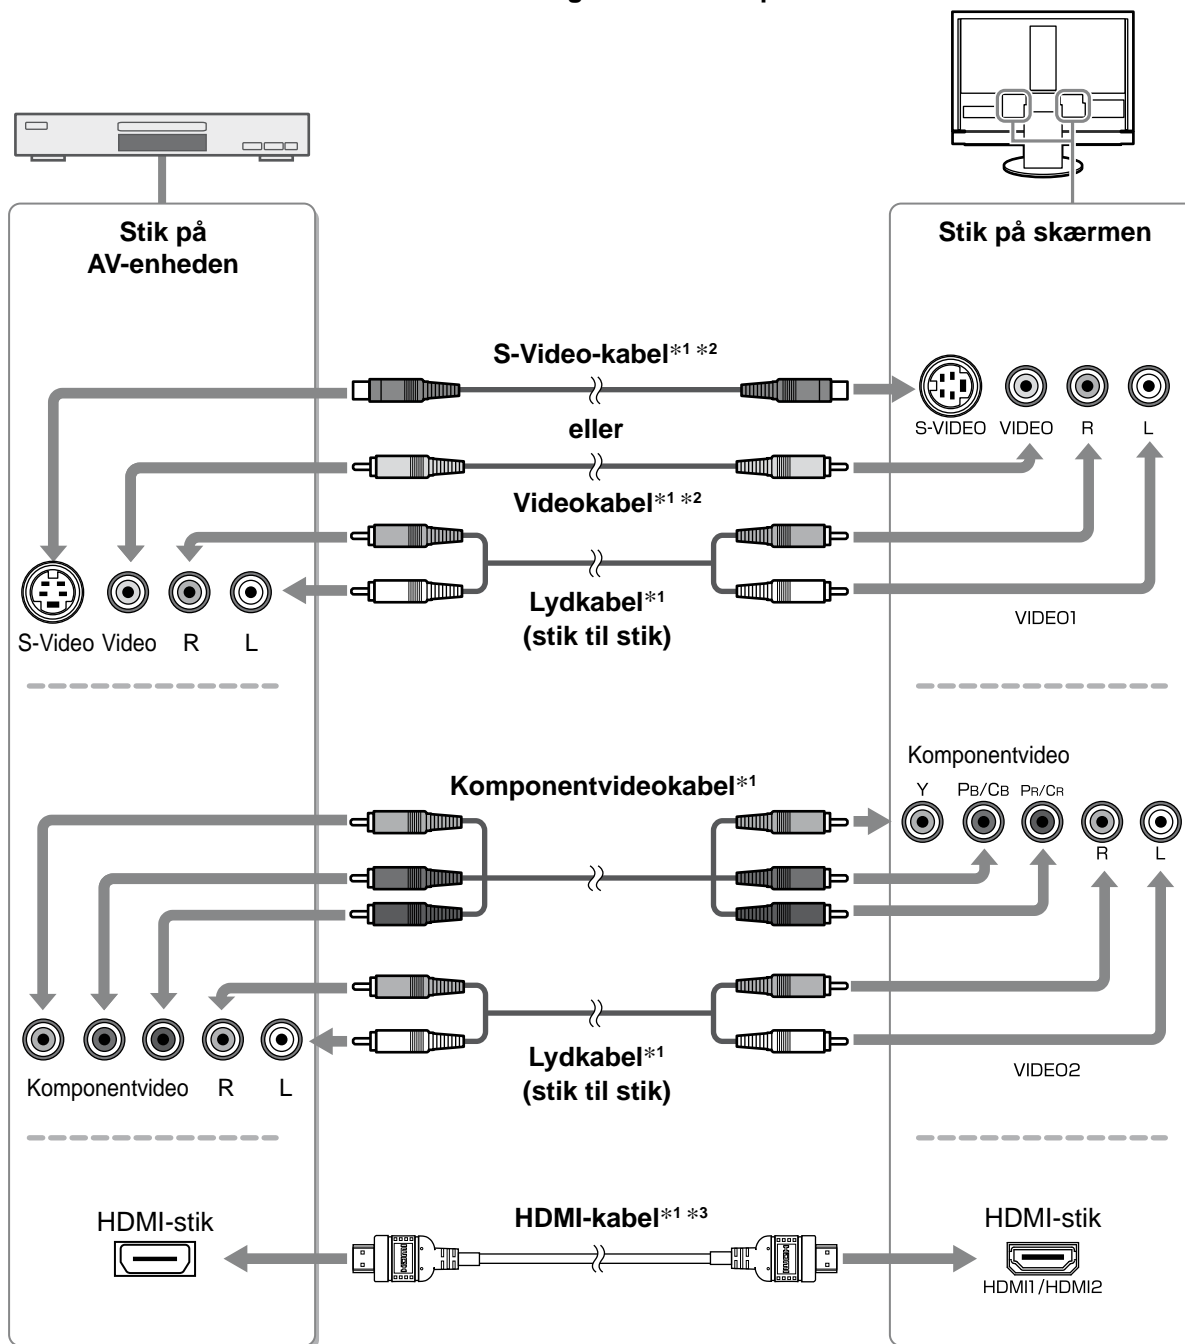 Stik på
AV-enheden
Stik på skærmen
S-Video-kabel*1 *2
eller
Videokabel*1 *2
Lydkabel*1
(stik til stik)
S-Video Video R L
S-VIDEO VIDEO R L
VIDEO1
Komponentvideokabel*1
Komponentvideo
Y PB/CB PR/CR
R L
Lydkabel*1
(stik til stik)
Komponentvideo R L
VIDEO2
HDMI-stik
HDMI-kabel*1 *3
HDMI-stik
HDMI1/HDMI2